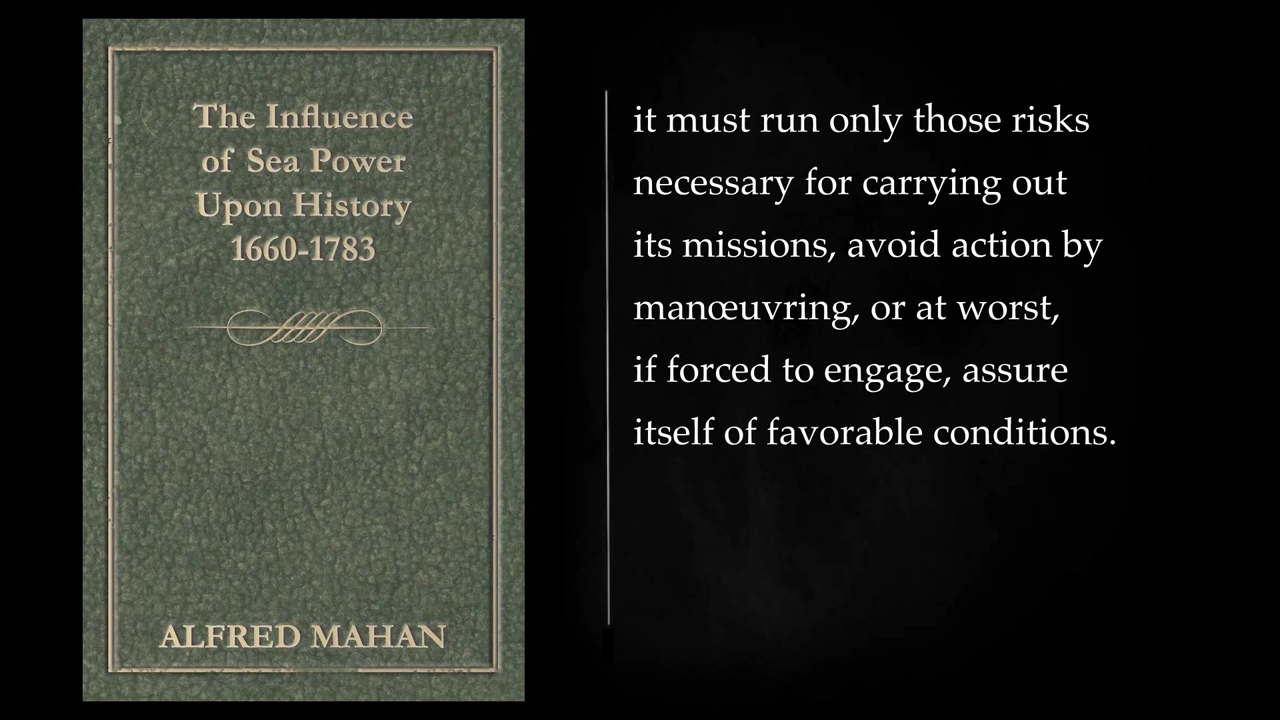 The Influence
of Sea Power
Upon History
1660-1783
ALFRED MAHAN
it must run only those risks
necessary for carrying out
its missions, avoid action by
manœuvring, or at worst,
if forced to engage, assure
itself of favorable conditions.